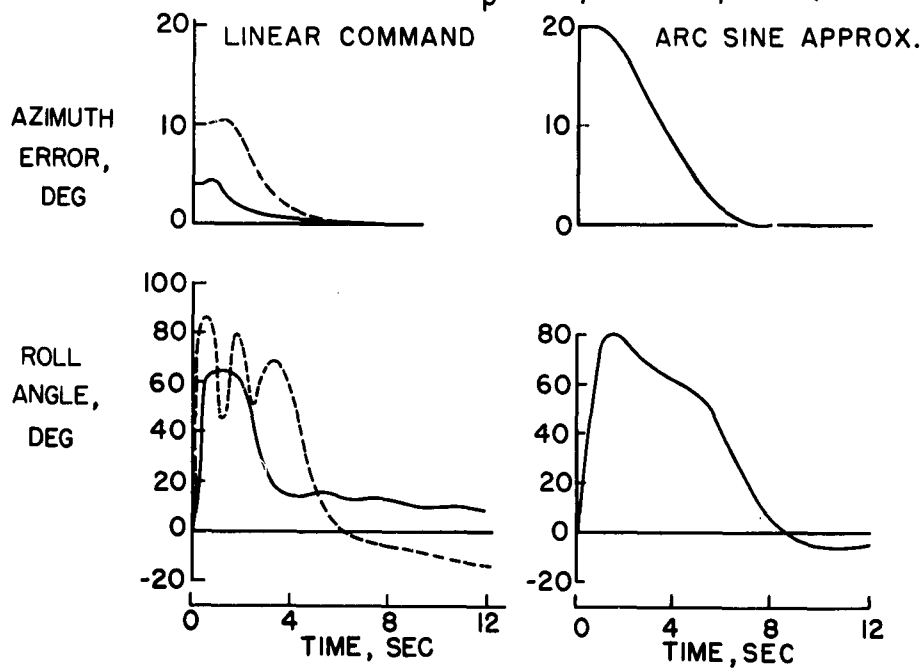 LINEAR COMMAND
ARC SINE APPROX.
AZIMUTH
ERROR,
DEG
20
10
0
20
10
0
ROLL
ANGLE,
DEG
100
80
60
40
20
0
-20
80
60
40
20
0
-20
0 4 8 12
TIME, SEC
0 4 8 12
TIME, SEC